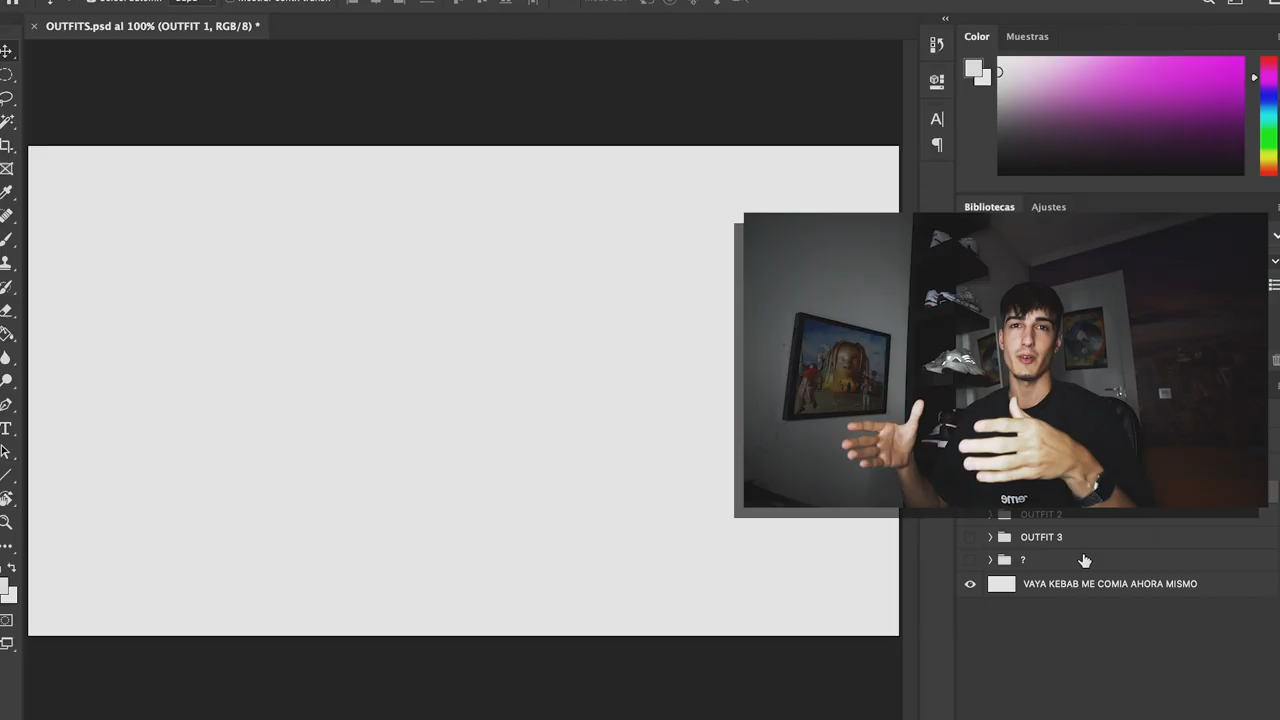 OUTFITS.psd al 100% (OUTFIT 1, RGB/8) *
Color
Muestras
Bibliotecas
Ajustes
OUTFIT 2
OUTFIT 3
?
VAYA KEBAB ME COMIA AHORA MISMO